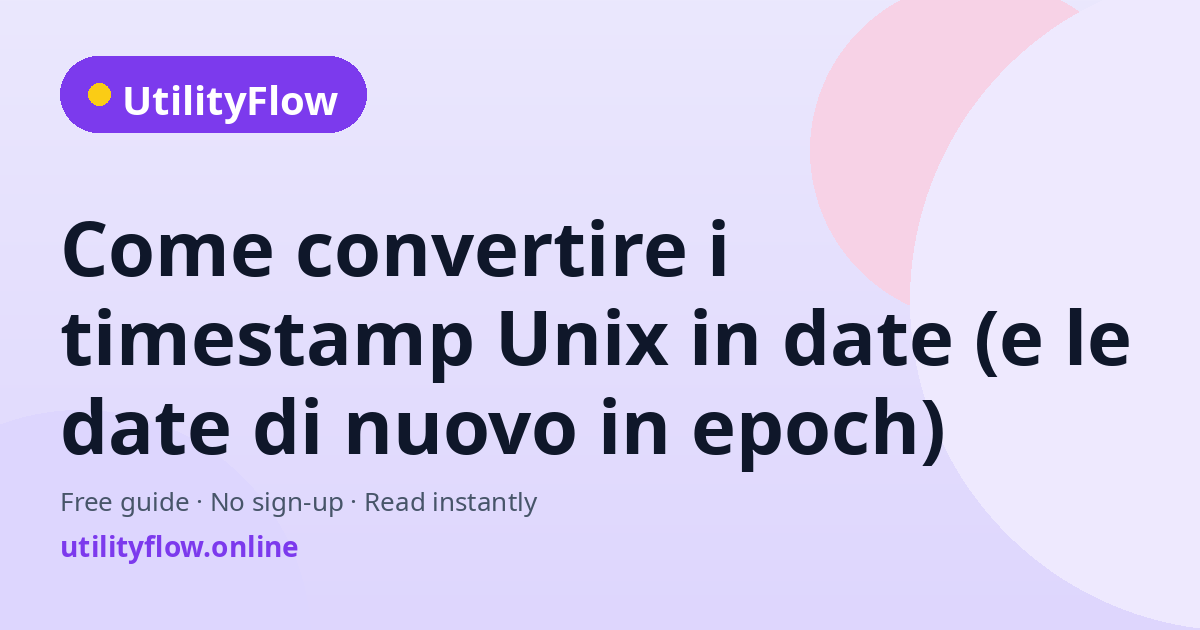 UtilityFlow
Come convertire i
timestamp Unix in date (e le
date di nuovo in epoch)
Free guide · No sign-up · Read instantly
utilityflow.online